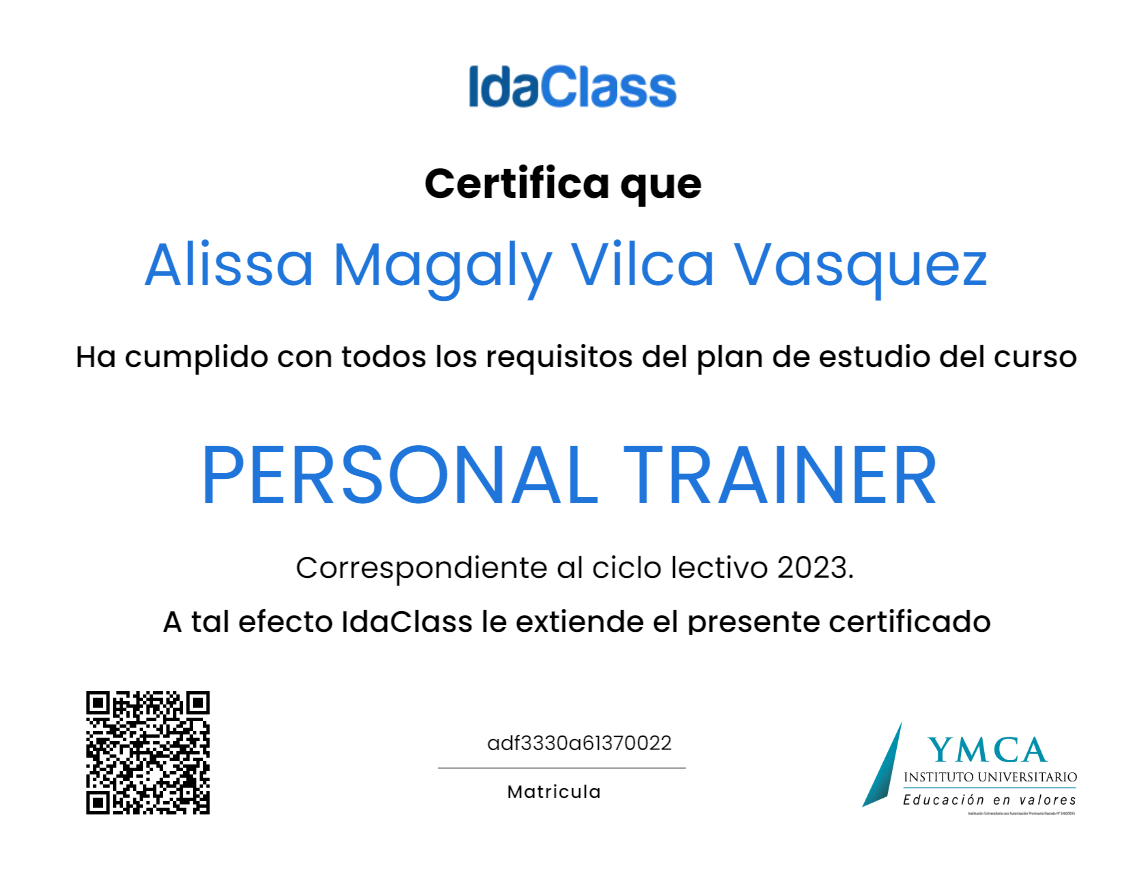 IdaClass
Certifica que
Alissa Magaly Vilca Vasquez
Ha cumplido con todos los requisitos del plan de estudio del curso
PERSONAL TRAINER
Correspondiente al ciclo lectivo 2023.
A tal efecto IdaClass le extiende el presente certificado
adf3330a61370022
Matricula
YMCA
INSTITUTO UNIVERSITARIO
Educación en valores